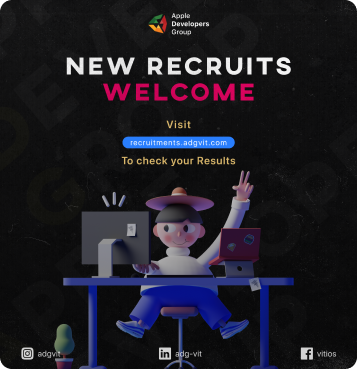 Apple
Developers
Group
NEW RECRUITS
WELCOME
Visit
recruitments.adgvit.com
To check your Results
adgvit
adg-vit
vitios